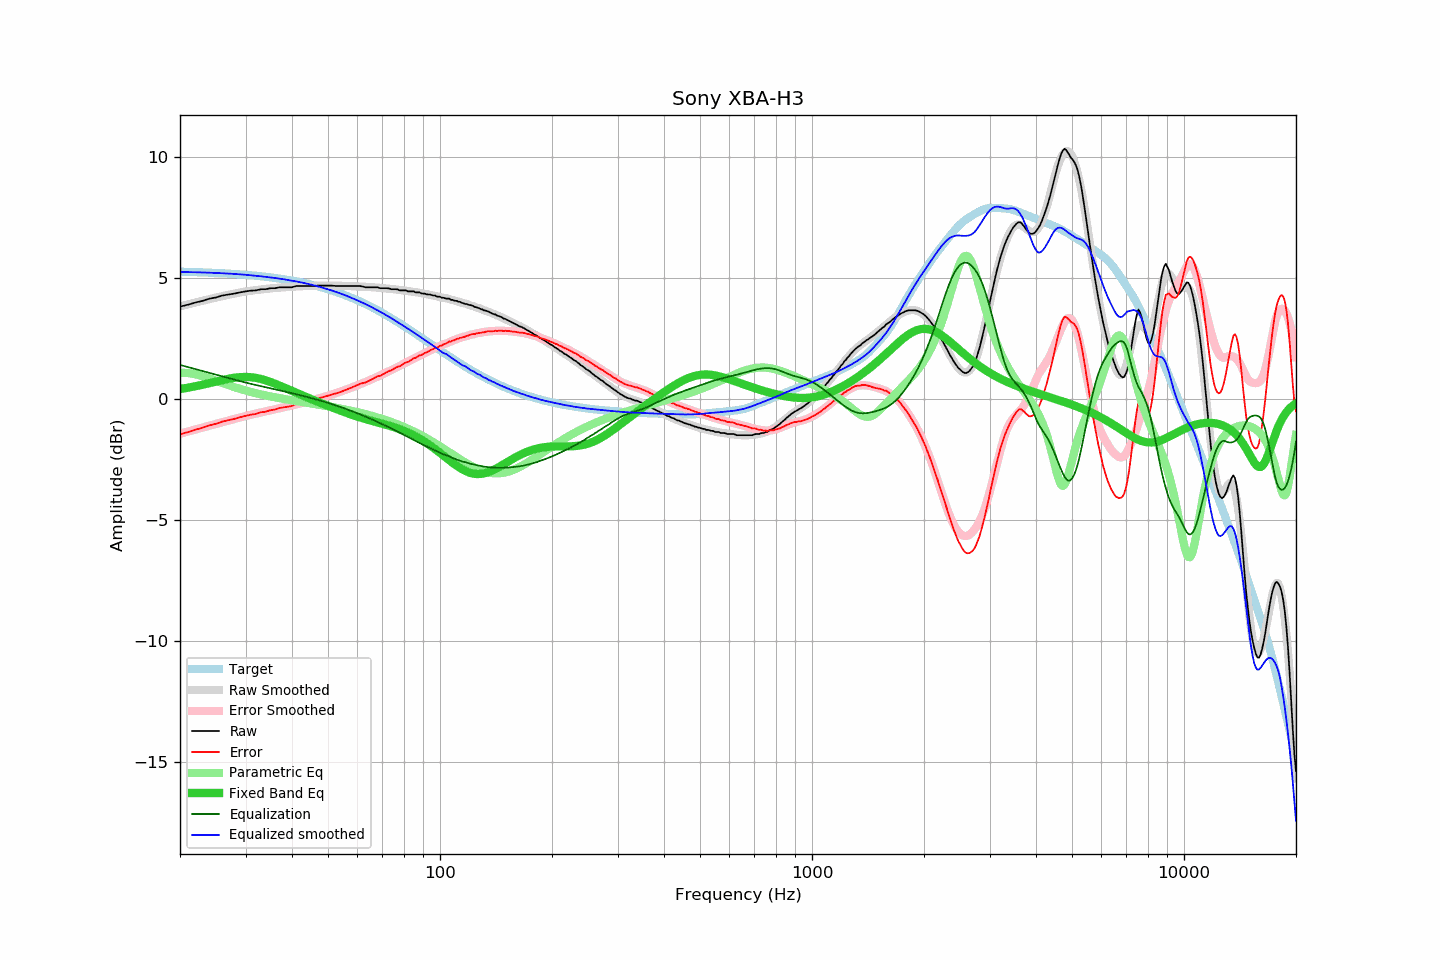 Sony XBA-H3
10
5
0
−5
−10
−15
Amplitude (dBr)
Target
Raw Smoothed
Error Smoothed
Raw
Error
Parametric Eq
Fixed Band Eq
Equalization
Equalized smoothed
100
1000
10000
Frequency (Hz)